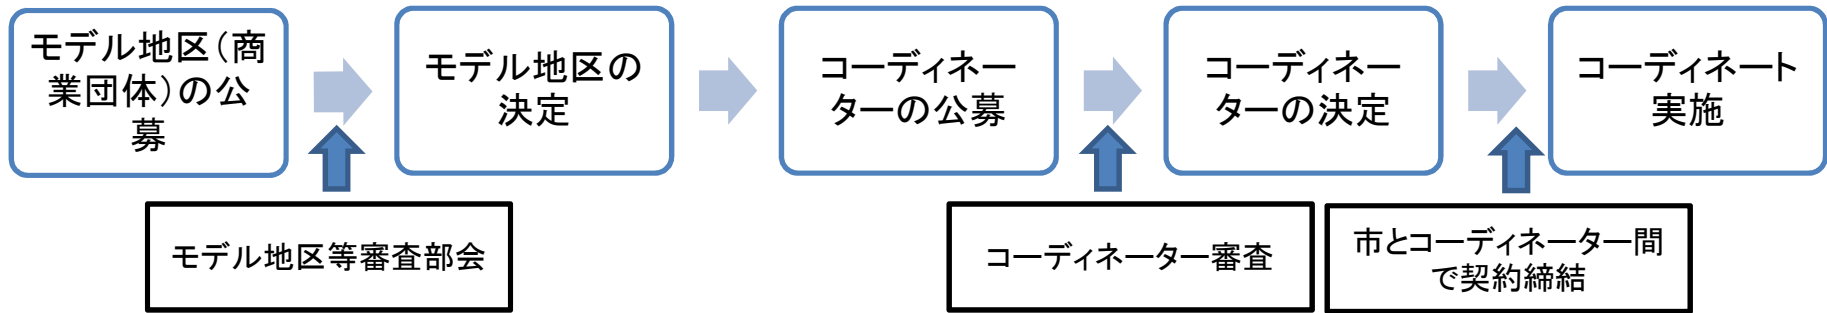 モデル地区（商
業団体）の公
募
モデル地区の
決定
コーディネー
ターの公募
コーディネー
ターの決定
コーディネート
実施
モデル地区等審査部会
コーディネーター審査
市とコーディネーター間
で契約締結